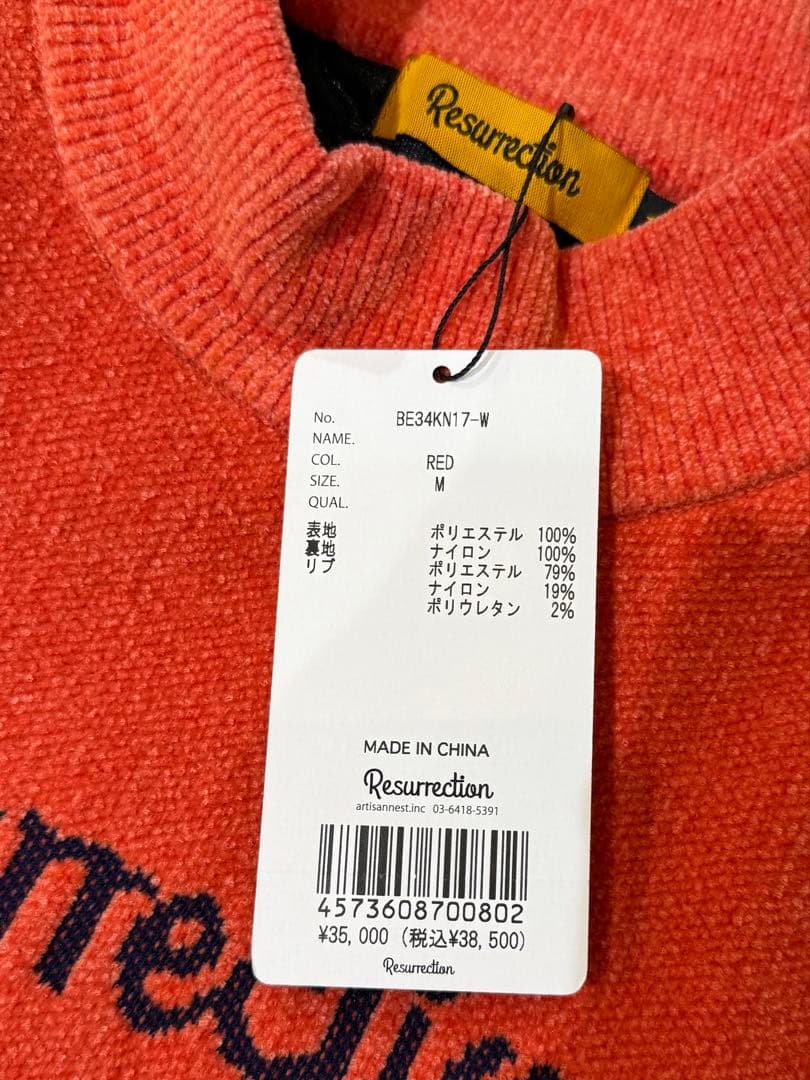 Resurrection
No. BE34KN17-W
NAME.
COL. RED
SIZE. M
QUAL.
表地 ポリエステル 100%
裏地 ナイロン 100%
リブ ポリエステル 79%
ナイロン 19%
ポリウレタン 2%
MADE IN CHINA
Resurrection
artisannest.inc 03-6418-5391
4573608700802
¥35,000 (税込¥38,500)
Resurrection